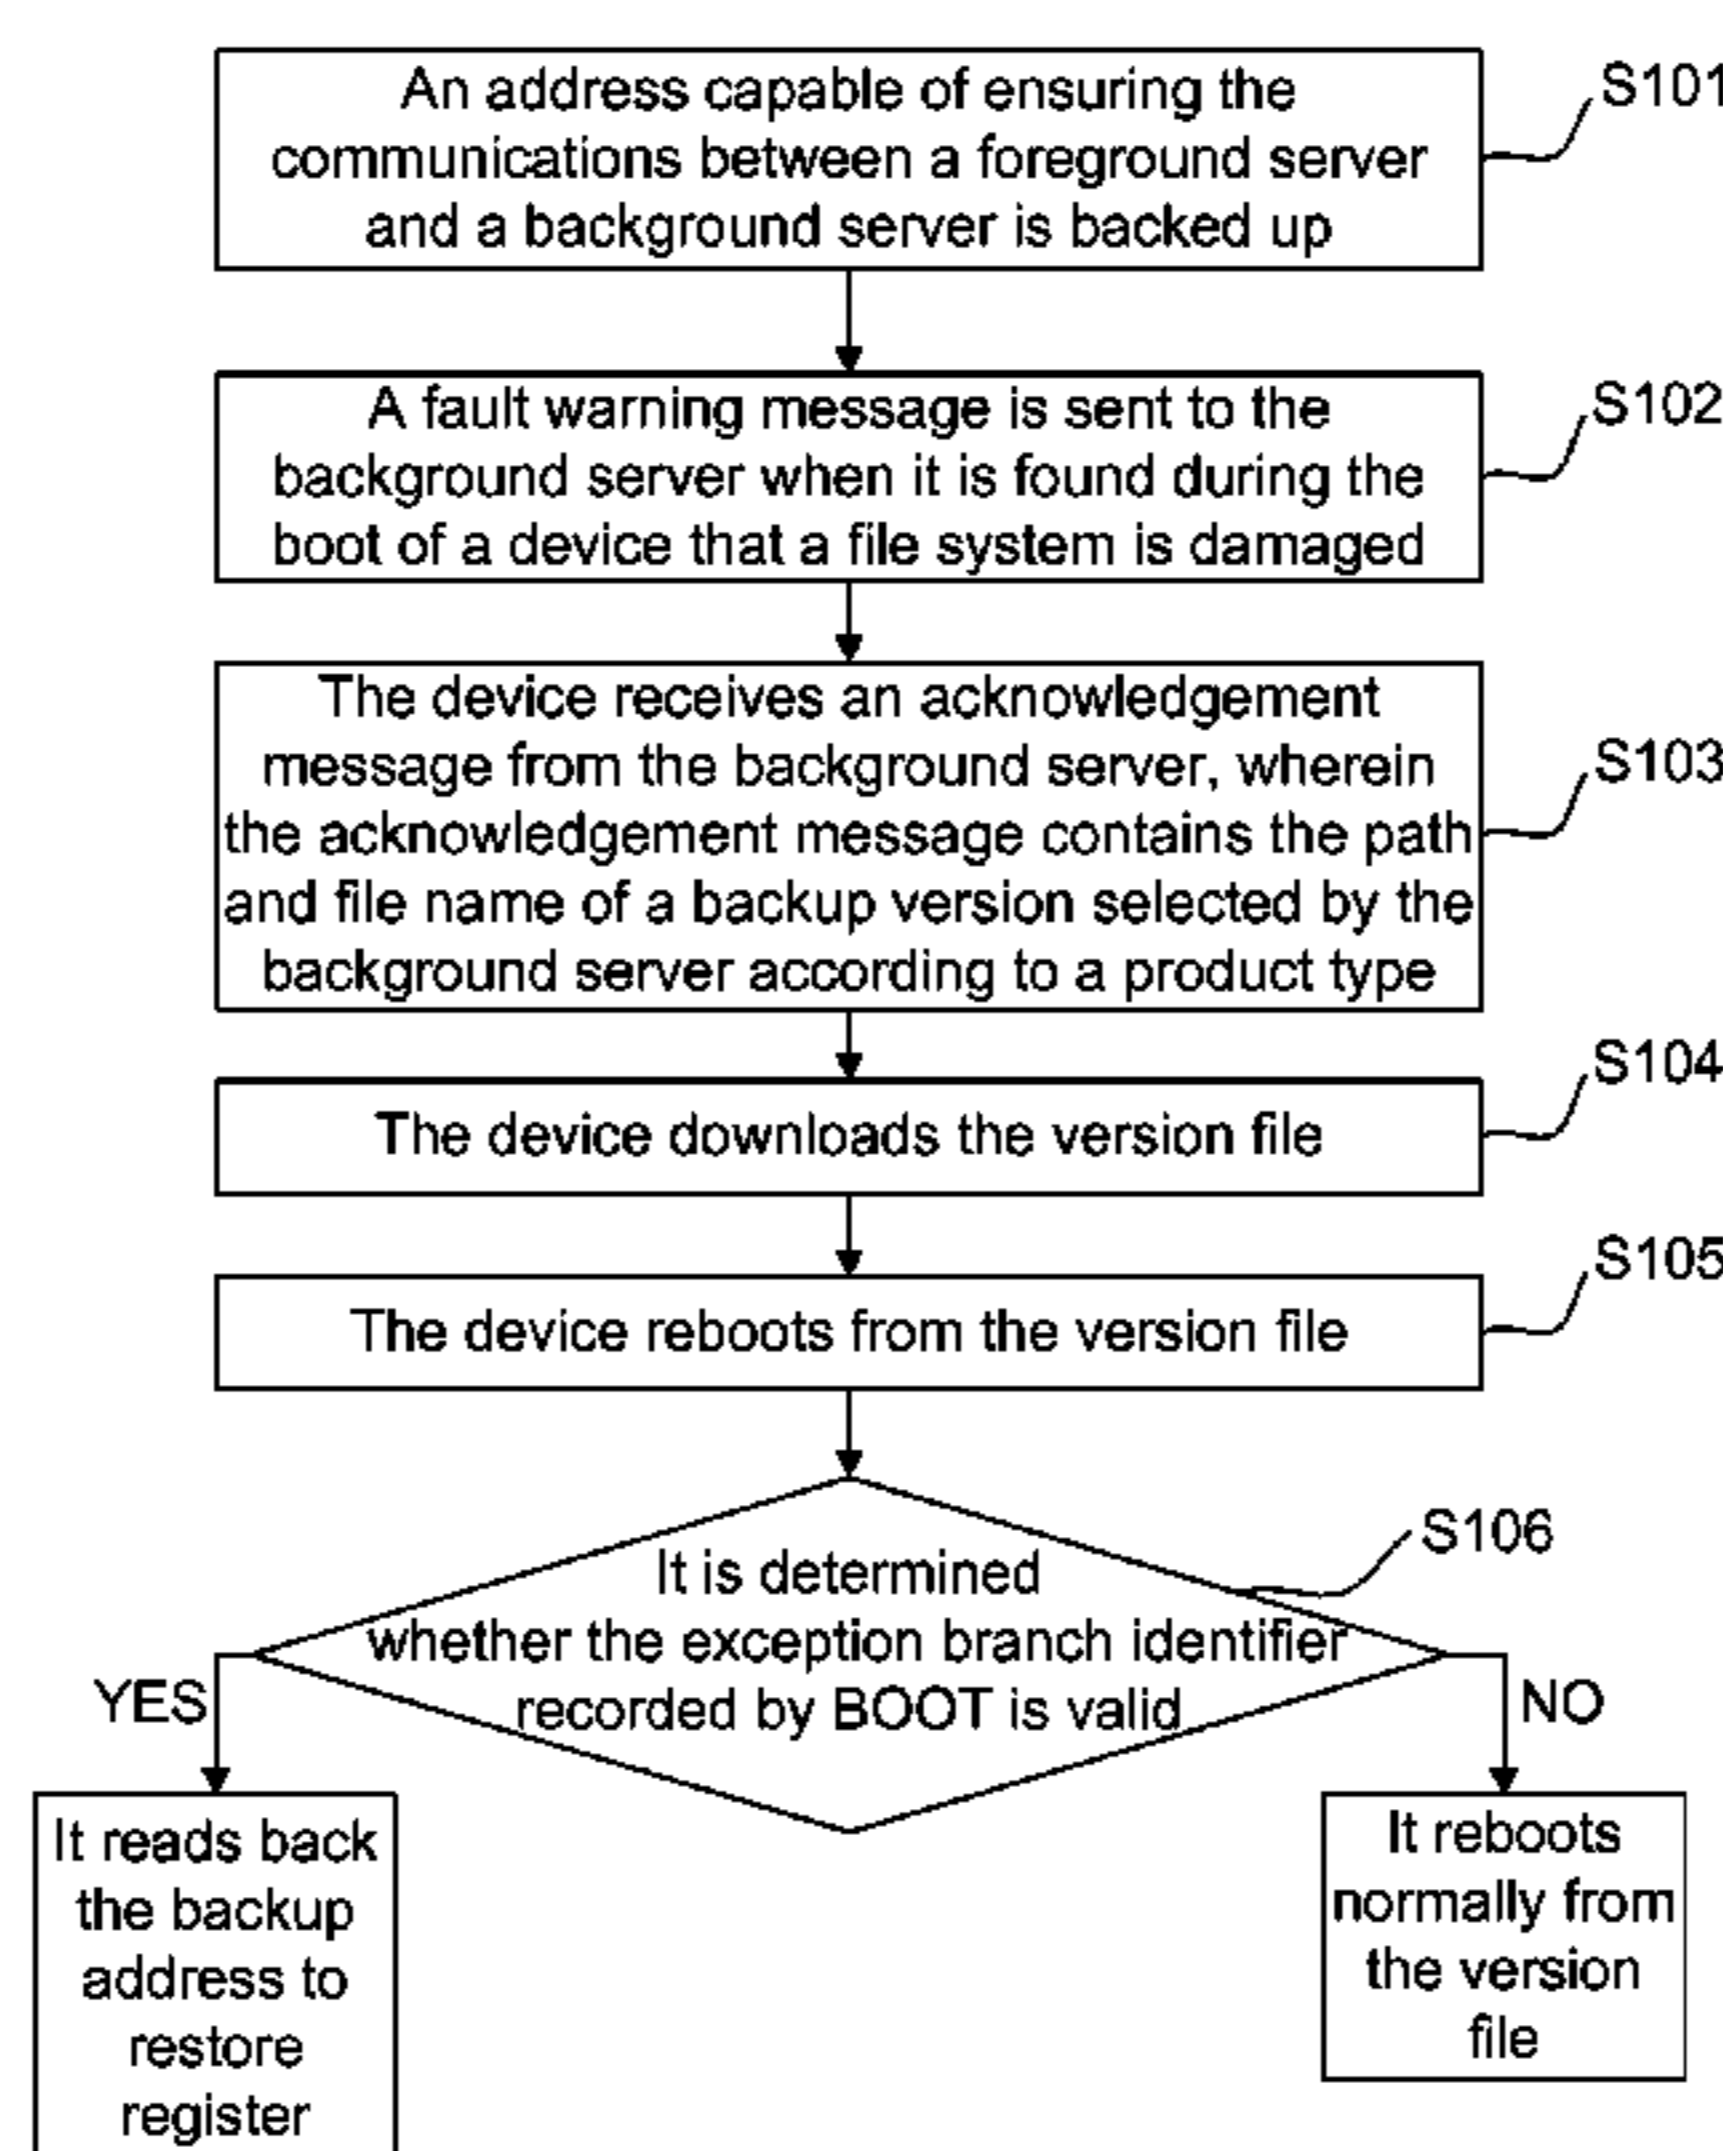 An address capable of ensuring the
communications between a foreground server
and a background server is backed up
S101
A fault warning message is sent to the
background server when it is found during the
boot of a device that a file system is damaged
S102
The device receives an acknowledgement
message from the background server, wherein
the acknowledgement message contains the path
and file name of a backup version selected by the
background server according to a product type
S103
The device downloads the version file
S104
The device reboots from the version file
S105
It is determined
whether the exception branch identifier
recorded by BOOT is valid
S106
YES
NO
It reads back
the backup
address to
restore
register
It reboots
normally from
the version
file